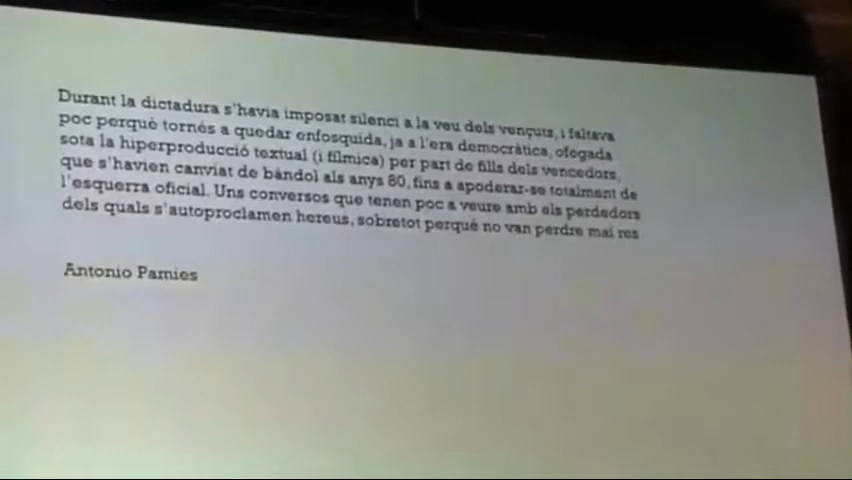 Durant la dictadura s'havia imposat silenci a la veu dels vençuts, i faltava
poc perquè tornés a quedar enfosquida, ja a l'era democràtica, ofegada
sota la hiperproducció textual (i fílmica) per part de fills dels vencedors,
que s'havien canviat de bàndol als anys 80, fins a apoderar-se totalment de
l'esquerra oficial. Uns conversos que tenen poc a veure amb els perdedors
dels quals s'autoproclamen hereus, sobretot perquè no van perdre mai res
Antonio Pamies